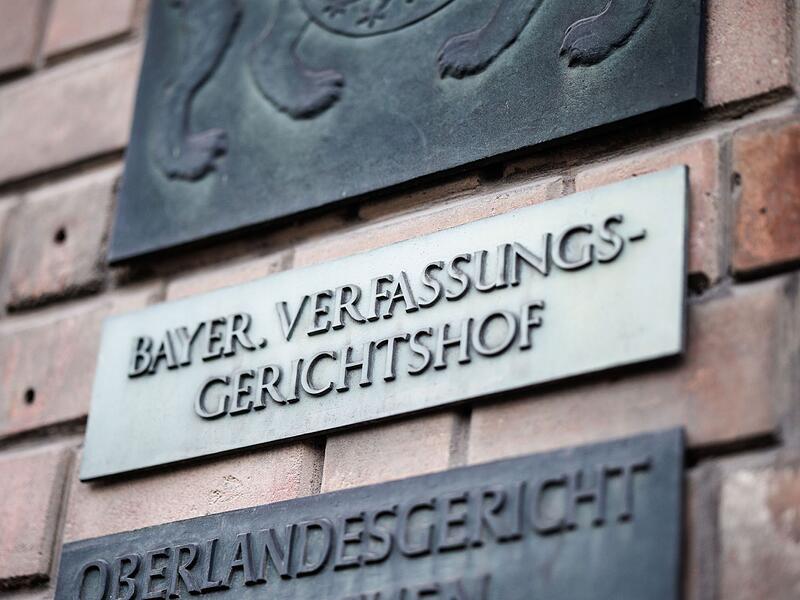 BAYER. VERFASSUNGS-
GERICHTSHOF
OBERLANDESGERICHT